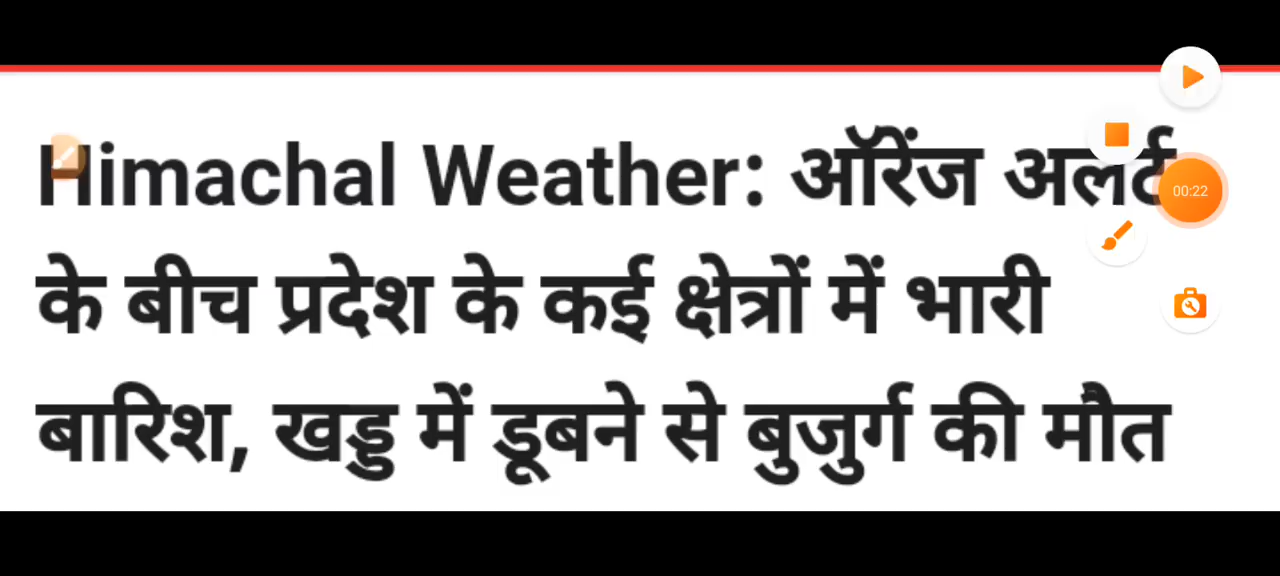 Himachal Weather: ऑरेंज अलर्ट
00:22
के बीच प्रदेश के कई क्षेत्रों में भारी
बारिश, खड्ड में डूबने से बुजुर्ग की मौत